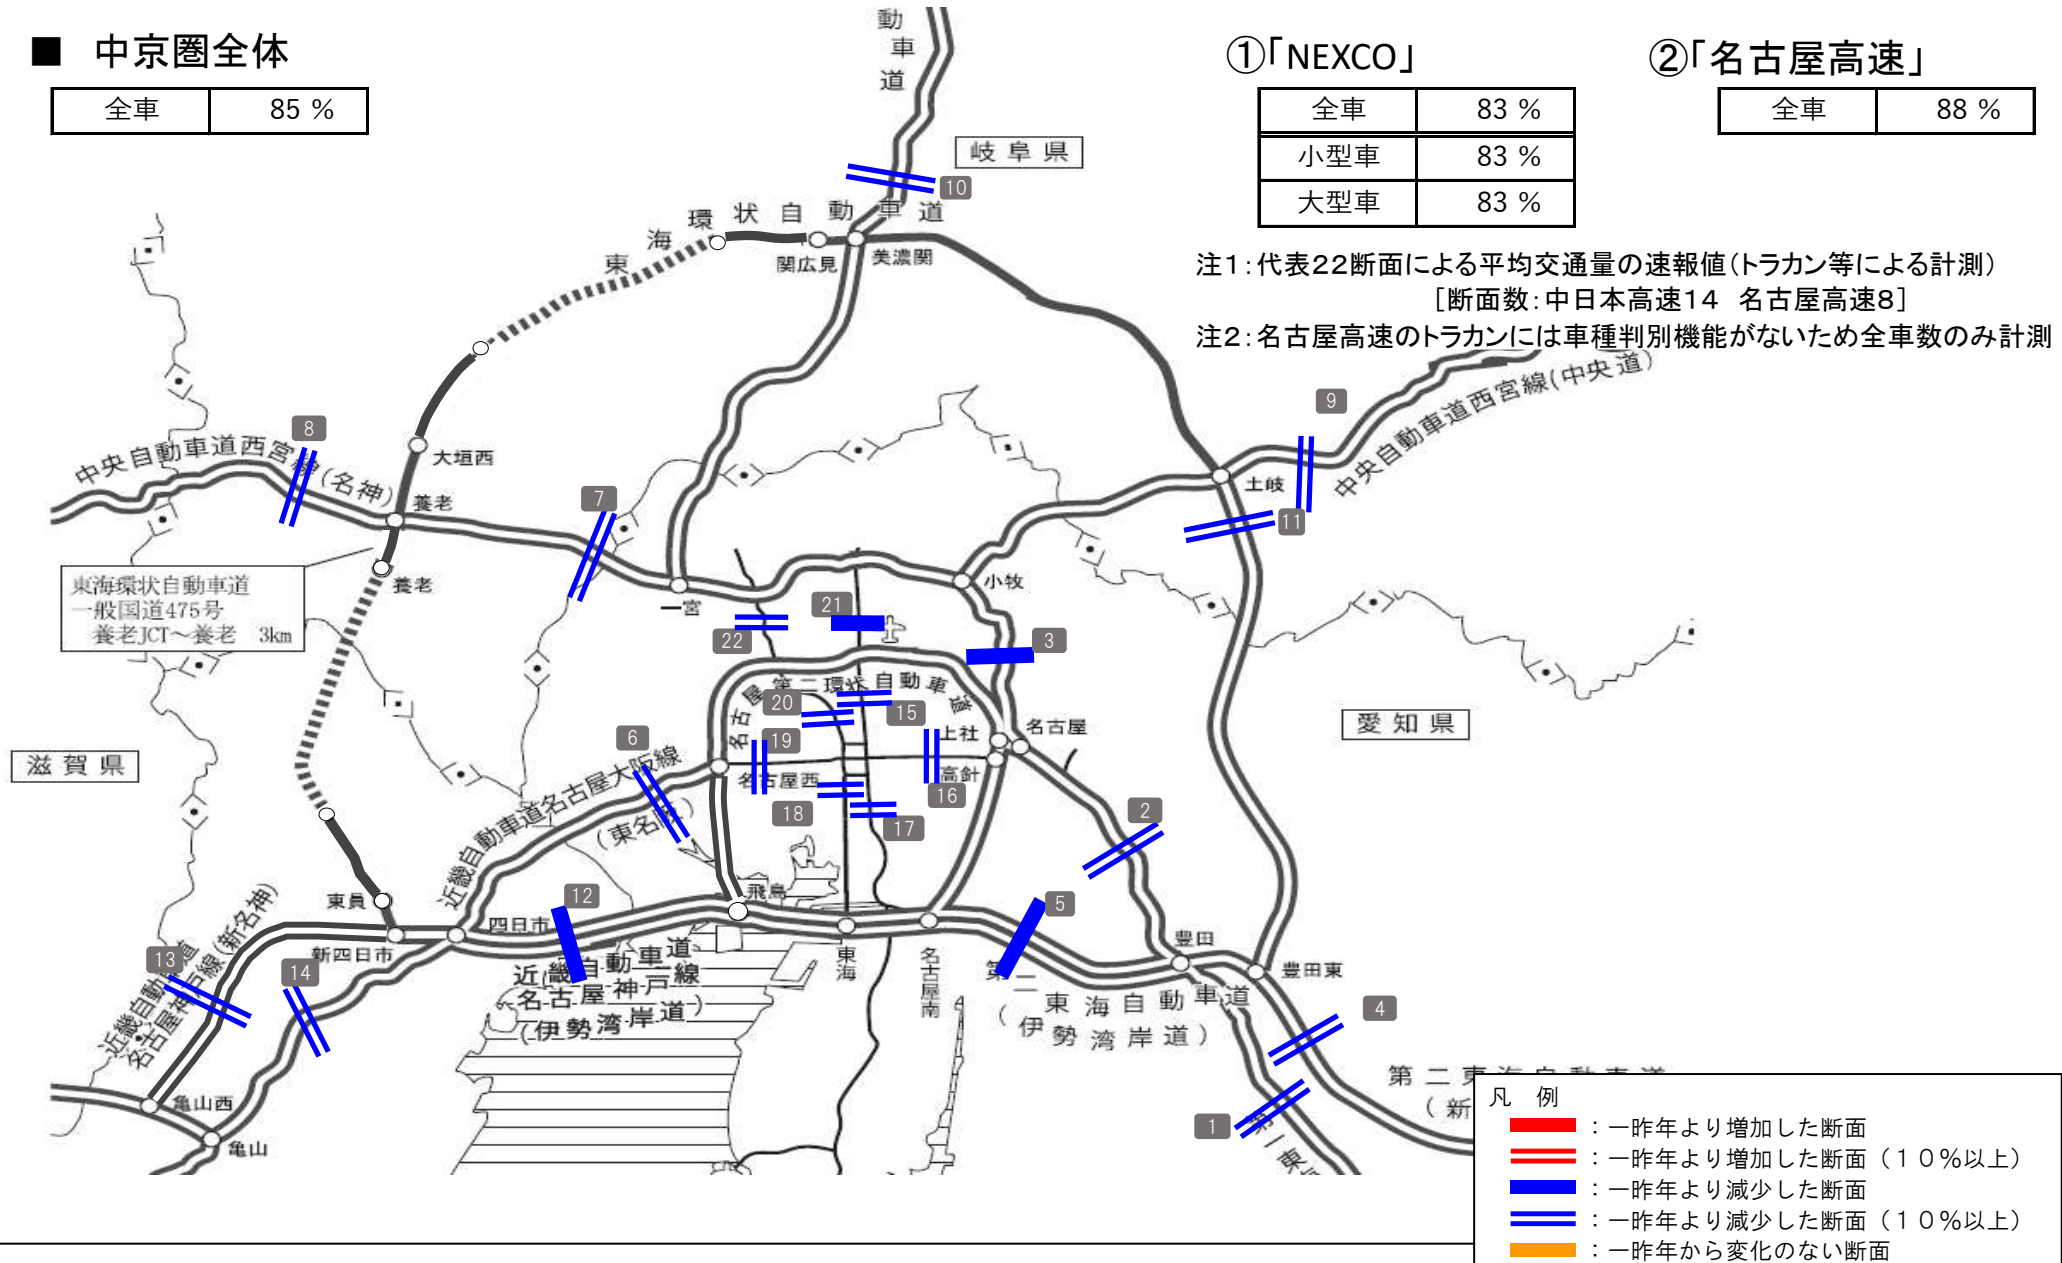 ■ 中京圏全体
全車 85 %
①「NEXCO」
全車 83 %
小型車 83 %
大型車 83 %
②「名古屋高速」
全車 88 %
注1：代表22断面による平均交通量の速報値（トラカン等による計測）
［断面数：中日本高速14 名古屋高速8］
注2：名古屋高速のトラカンには車種判別機能がないため全車数のみ計測
動車道
岐阜県
10
東海環状自動車道
関広見
美濃関
9
中央自動車道西宮線(中央道)
8
中央自動車道西宮線(名神)
大垣西
養老
7
土岐
11
東海環状自動車道
一般国道475号
養老JCT～養老 3km
養老
一宮
小牧
21
22
3
名古屋第二環状自動車道
20
15
上社
名古屋
愛知県
滋賀県
6
19
名古屋西
高針
16
近畿自動車道名古屋大阪線
(東名阪)
18
17
2
東員
12
飛島
5
四日市
新四日市
豊田
豊田東
13
14
近畿自動車道
名古屋神戸線(新名神)
近畿自動車道
名古屋神戸線
(伊勢湾岸道)
東海
名古屋南
第二東海自動車道
(伊勢湾岸道)
4
第二東海自動車道
(新
1
第一東
亀山西
亀山
凡 例
：一昨年より増加した断面
：一昨年より増加した断面（１０％以上）
：一昨年より減少した断面
：一昨年より減少した断面（１０％以上）
：一昨年から変化のない断面